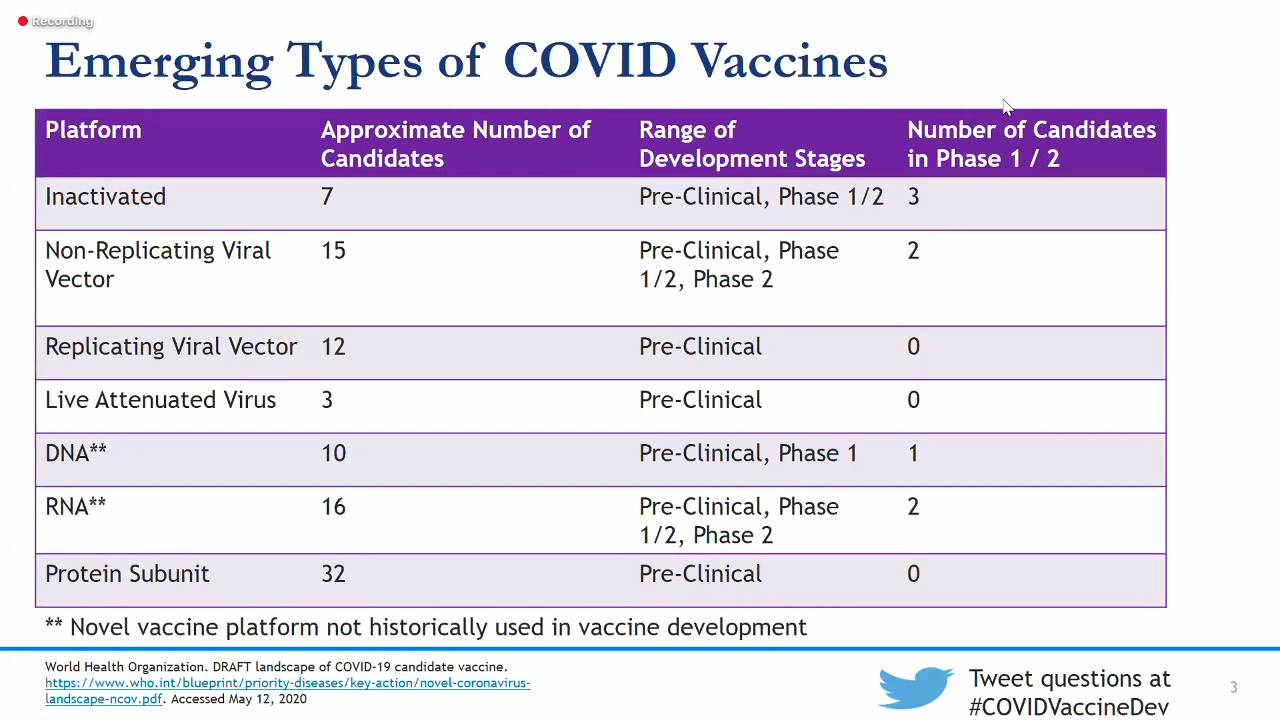 Recording
Emerging Types of COVID Vaccines
Platform
Approximate Number of
Candidates
Range of
Development Stages
Number of Candidates
in Phase 1 / 2
Inactivated
7
Pre-Clinical, Phase 1/2
3
Non-Replicating Viral
Vector
15
Pre-Clinical, Phase
1/2, Phase 2
2
Replicating Viral Vector
12
Pre-Clinical
0
Live Attenuated Virus
3
Pre-Clinical
0
DNA**
10
Pre-Clinical, Phase 1
1
RNA**
16
Pre-Clinical, Phase
1/2, Phase 2
2
Protein Subunit
32
Pre-Clinical
0
** Novel vaccine platform not historically used in vaccine development
World Health Organization. DRAFT landscape of COVID-19 candidate vaccine.
https://www.who.int/blueprint/priority-diseases/key-action/novel-coronavirus-
landscape-ncov.pdf. Accessed May 12, 2020
Tweet questions at
#COVIDVaccineDev
3